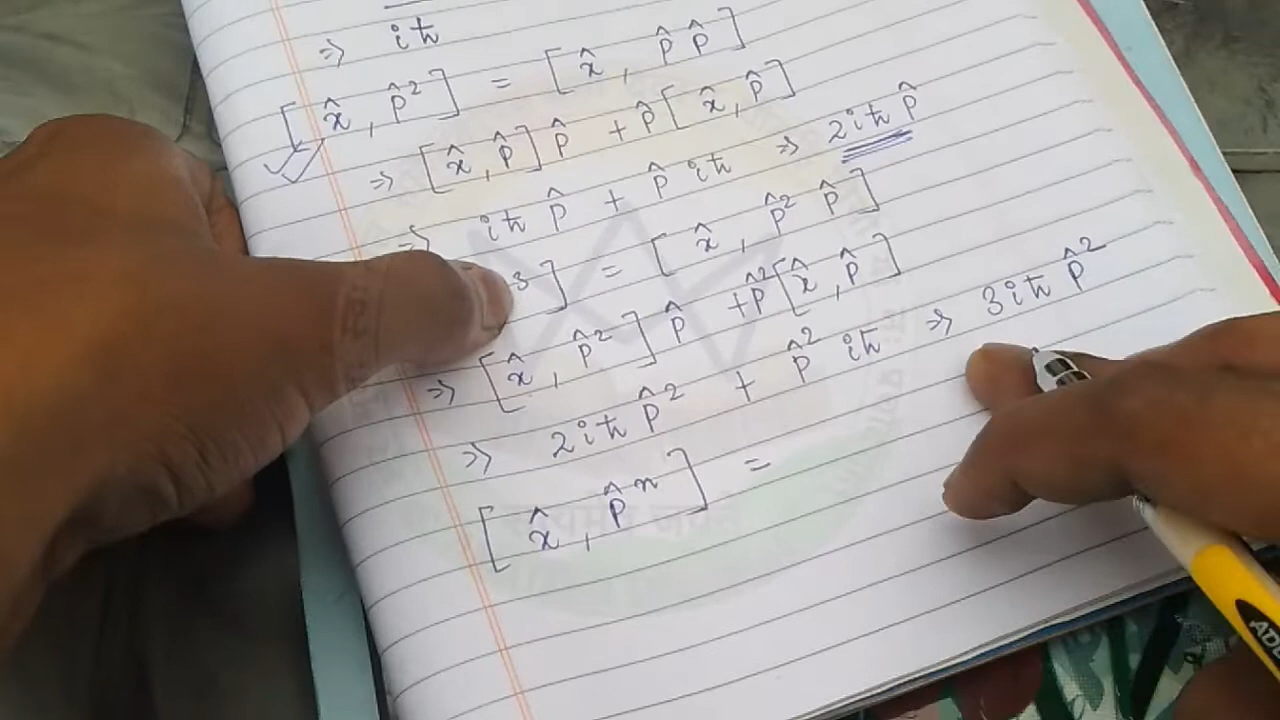 ⇒ iħ
[x̂, p̂²] = [x̂, p̂ p̂]
⇒ [x̂, p̂] p̂ + p̂ [x̂, p̂]
⇒ iħ p̂ + p̂ iħ ⇒ 2iħ p̂
³] = [x̂, p̂² p̂]
⇒ [x̂, p̂²] p̂ + p̂² [x̂, p̂]
⇒ 2iħ p̂² + p̂² iħ ⇒ 3iħ p̂²
[x̂, p̂ⁿ] =